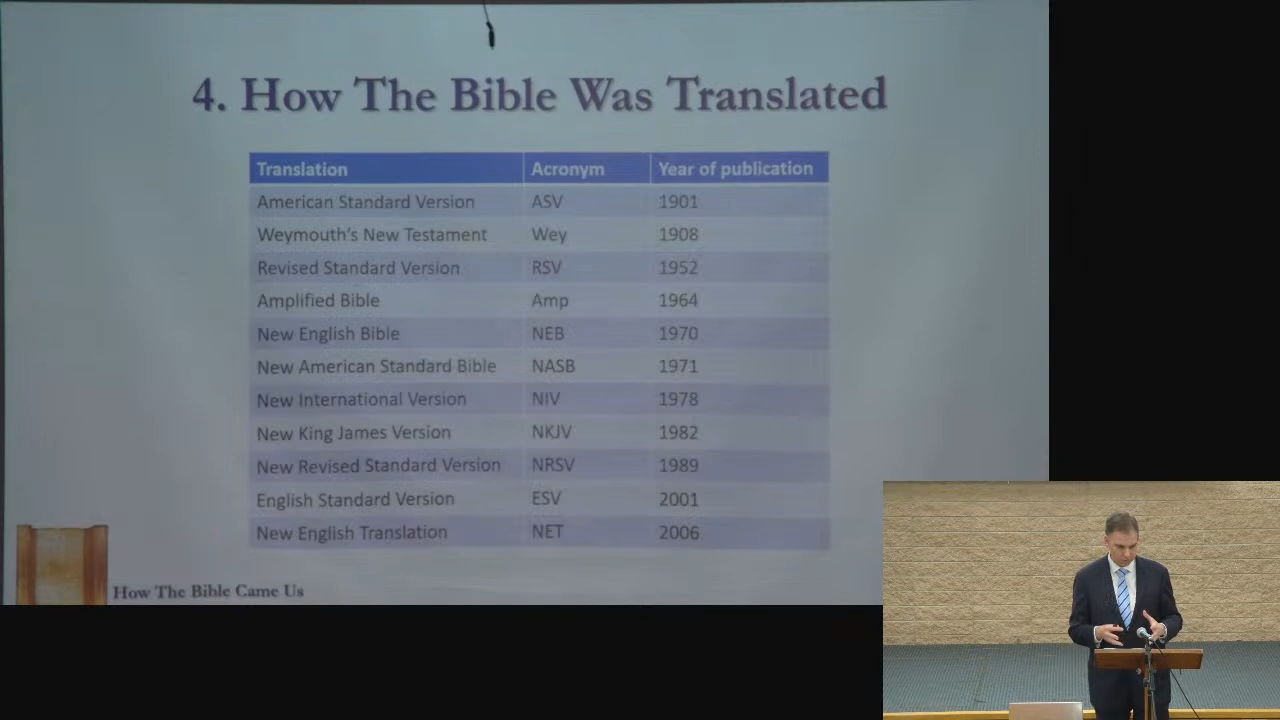 4. How The Bible Was Translated
Translation Acronym Year of publication
American Standard Version ASV 1901
Weymouth's New Testament Wey 1908
Revised Standard Version RSV 1952
Amplified Bible Amp 1964
New English Bible NEB 1970
New American Standard Bible NASB 1971
New International Version NIV 1978
New King James Version NKJV 1982
New Revised Standard Version NRSV 1989
English Standard Version ESV 2001
New English Translation NET 2006
How The Bible Came Us